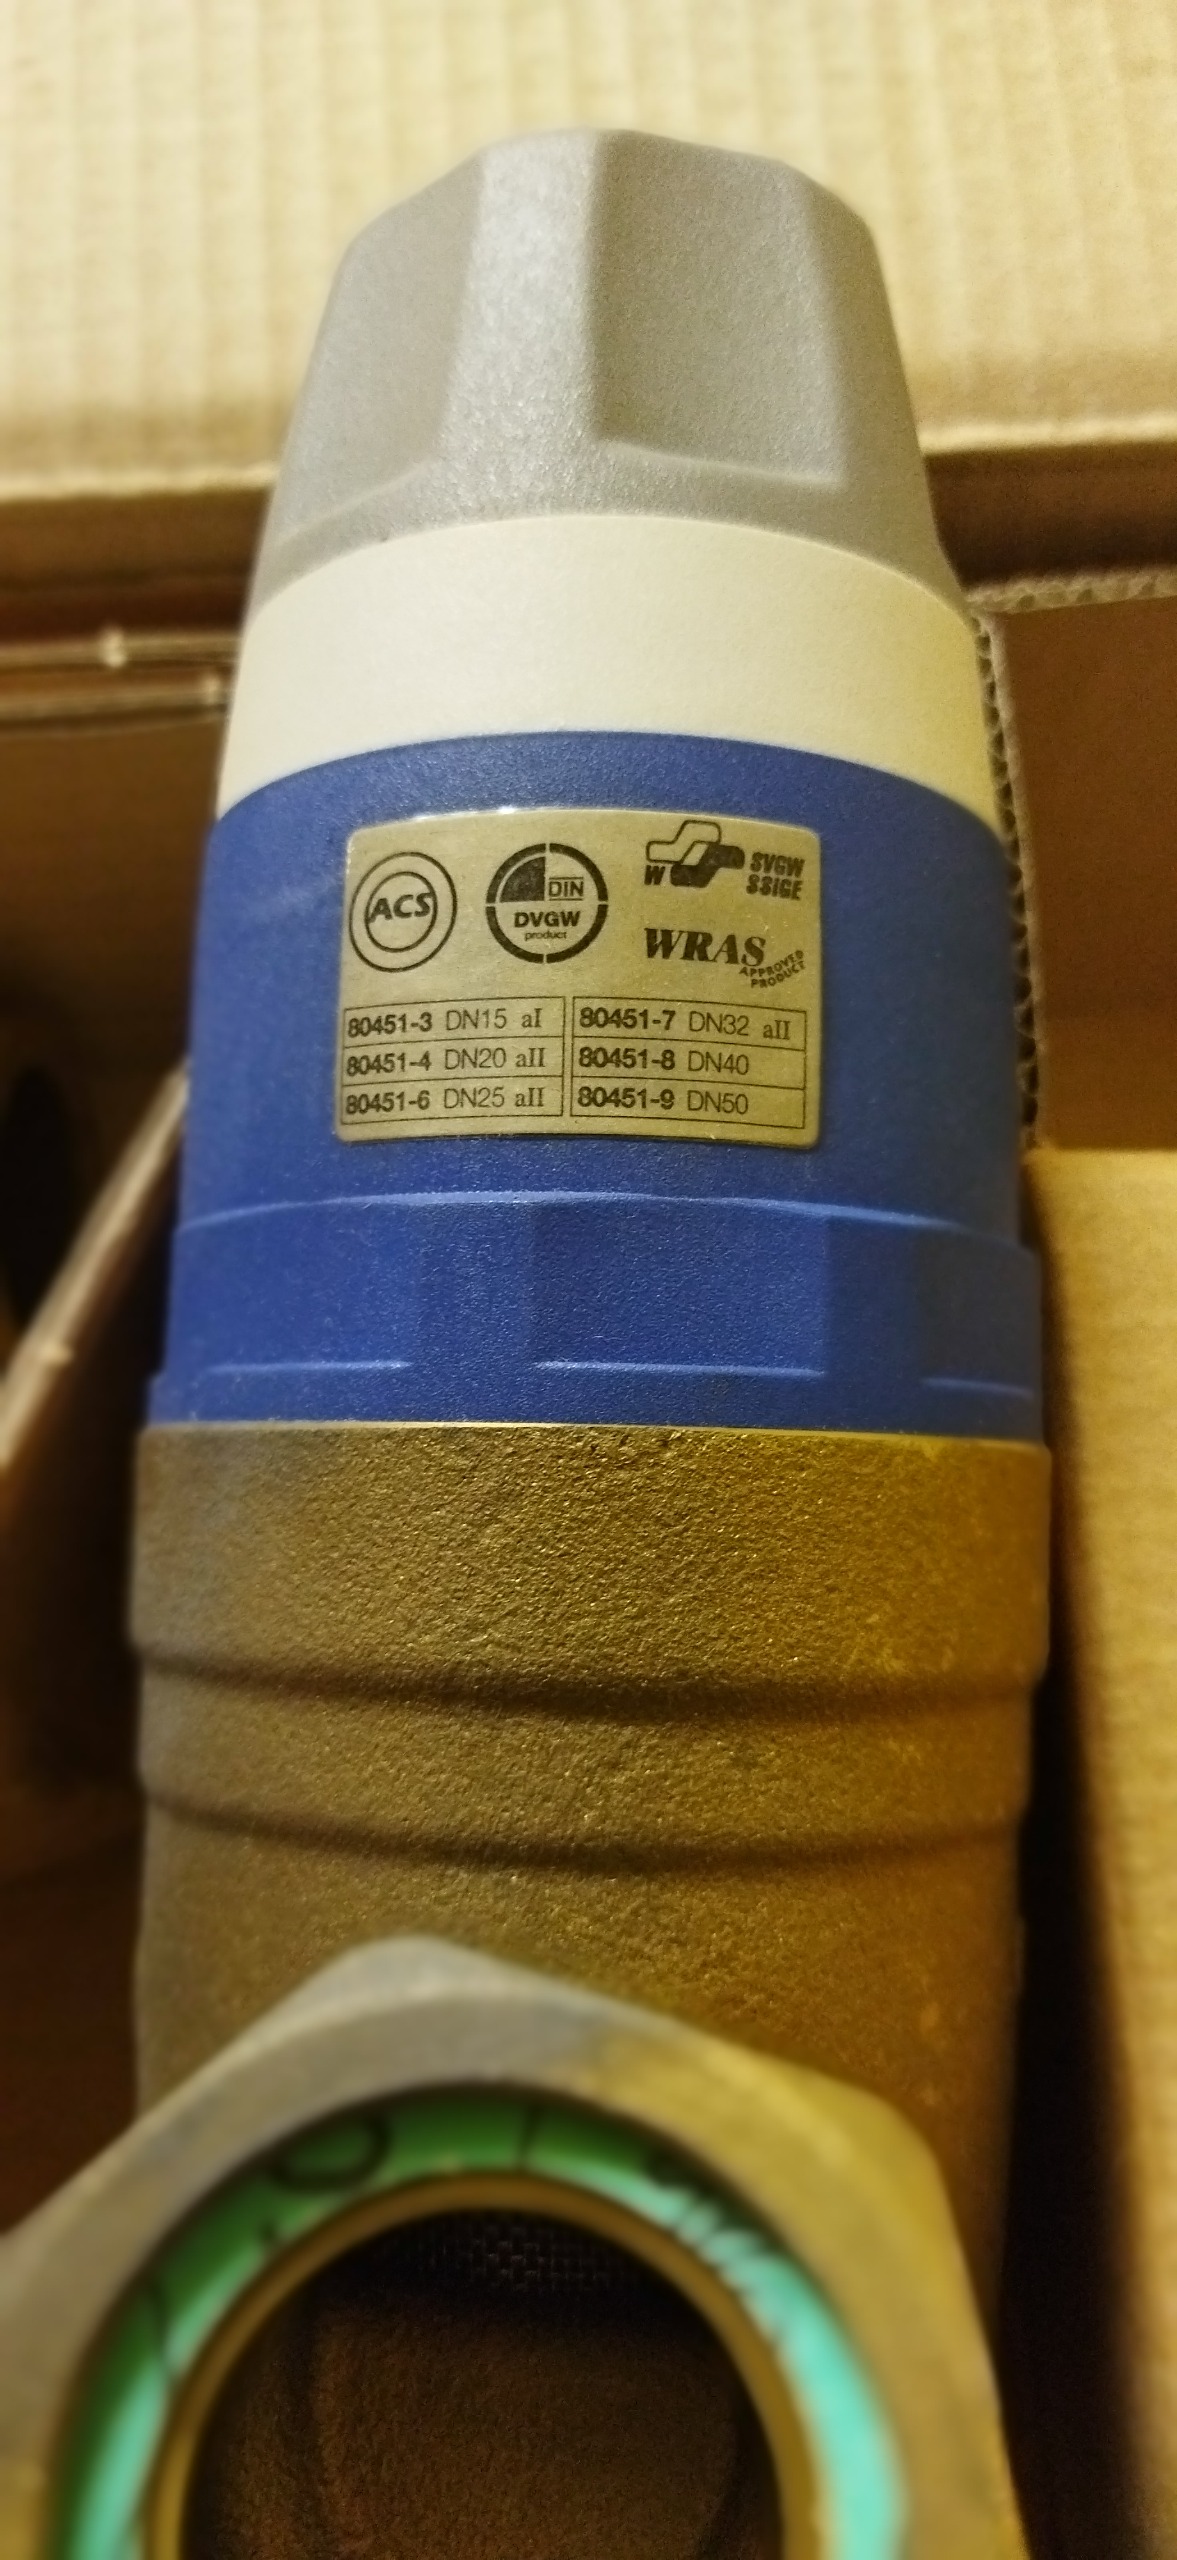 ACS
DIN
DVGW
product
W
SVGW
SSIGE
WRAS
APPROVED
PRODUCT
80451-3 DN15 aI
80451-4 DN20 aII
80451-6 DN25 aII
80451-7 DN32 aII
80451-8 DN40
80451-9 DN50